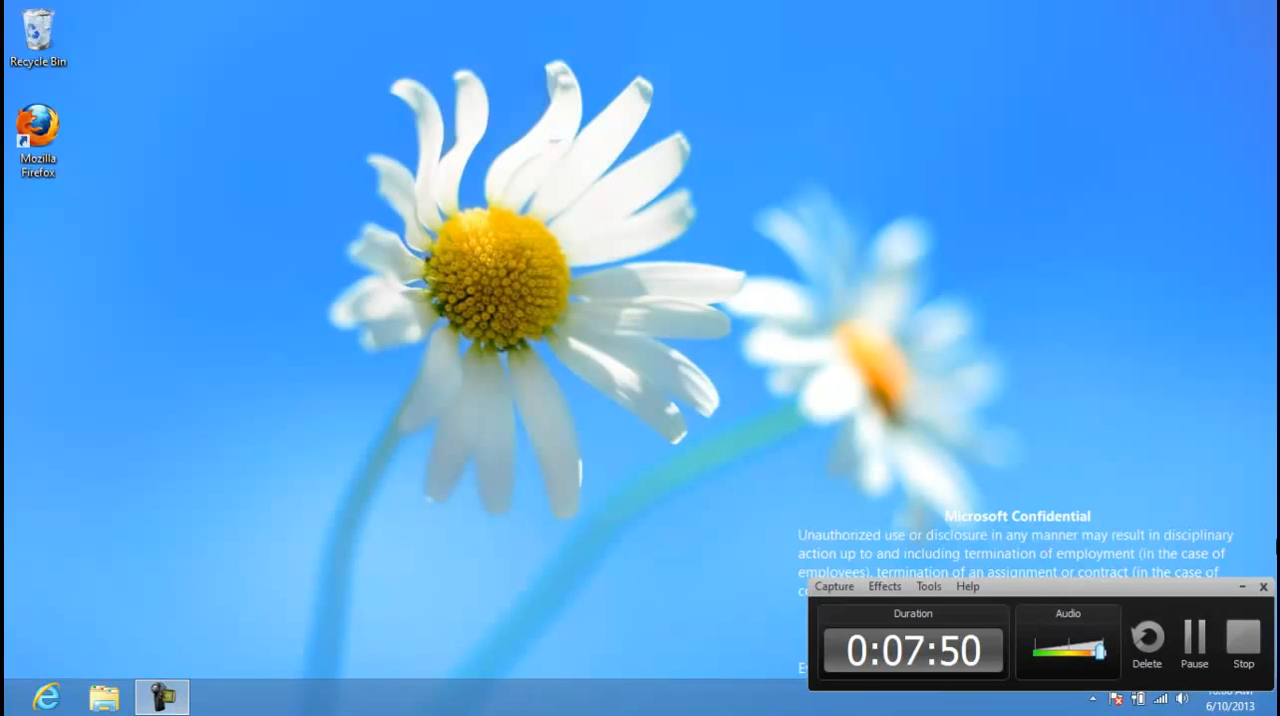 Recycle Bin
Mozilla
Firefox
Microsoft Confidential
Unauthorized use or disclosure in any manner may result in disciplinary
action up to and including termination of employment (in the case of
employees), termination of an assignment or contract (in the case of
Capture Effects Tools Help
Duration
Audio
0:07:50
Delete
Pause
Stop
6/10/2013